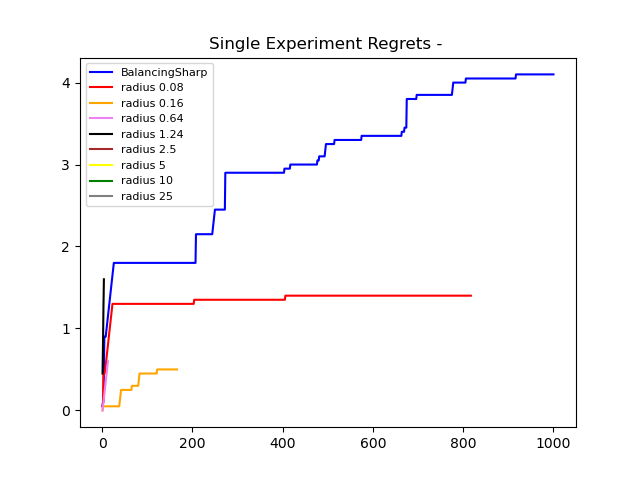 Single Experiment Regrets -
BalancingSharp
radius 0.08
radius 0.16
radius 0.64
radius 1.24
radius 2.5
radius 5
radius 10
radius 25
4
3
2
1
0
0 200 400 600 800 1000